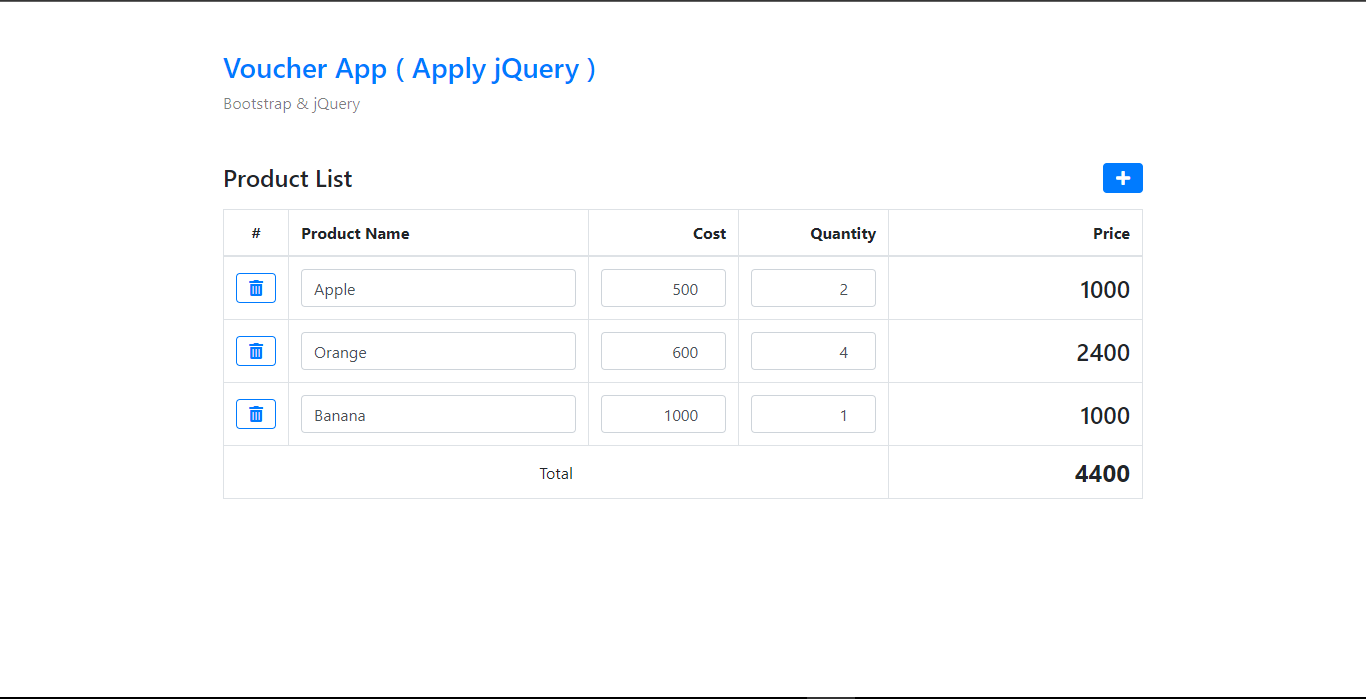 Voucher App ( Apply jQuery )
Bootstrap & jQuery
Product List
# Product Name Cost Quantity Price
Apple 500 2 1000
Orange 600 4 2400
Banana 1000 1 1000
Total 4400